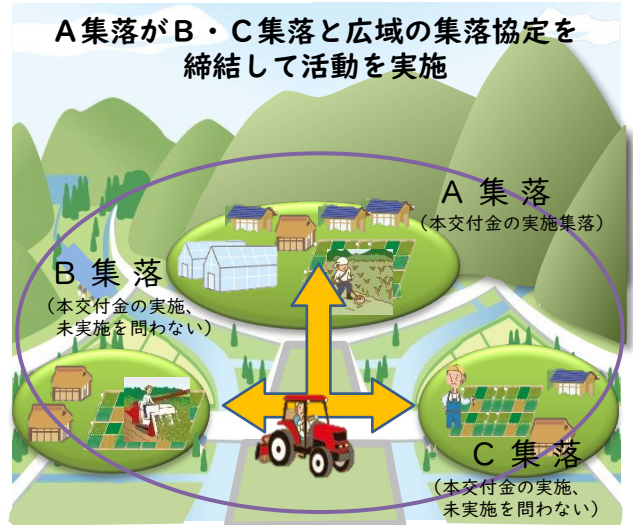 A集落がB・C集落と広域の集落協定を
締結して活動を実施
A 集 落
(本交付金の実施集落)
B 集 落
(本交付金の実施、
未実施を問わない)
C 集 落
(本交付金の実施、
未実施を問わない)